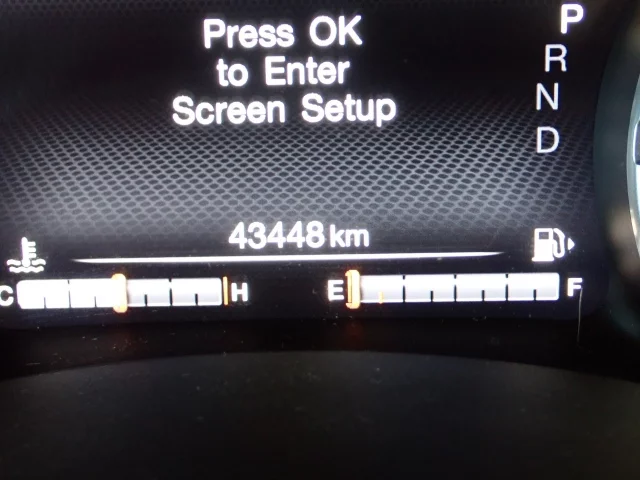 Press OK
to Enter
Screen Setup
P
R
N
D
43448 km
C H E F